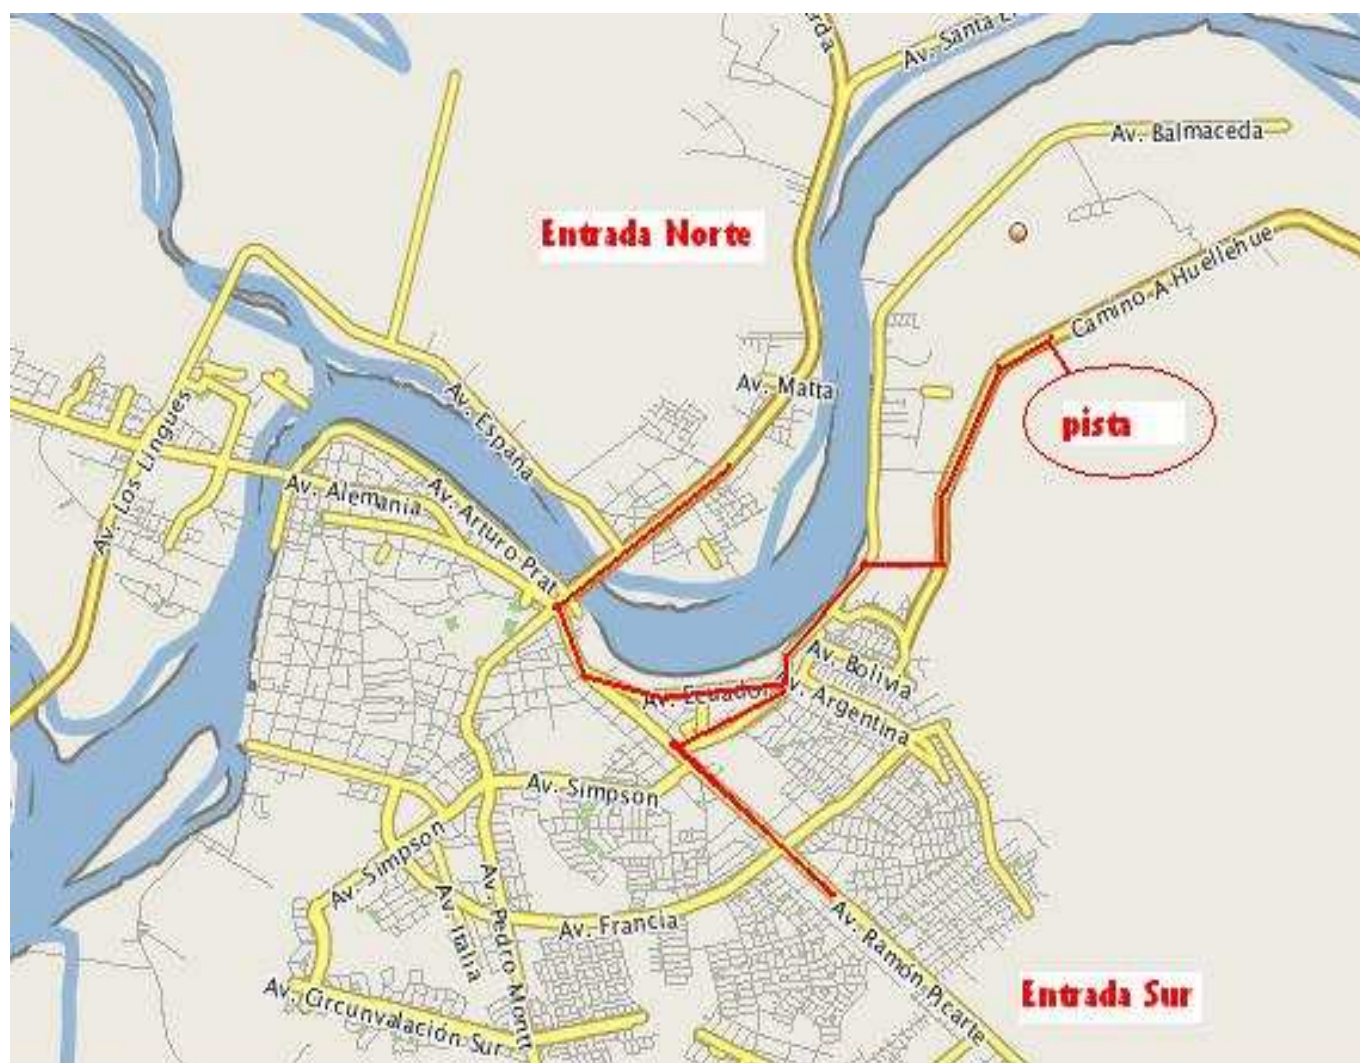 Av. Santa
Av. Balmaceda
Entrada Norte
Camino-A-Huellehue
Av. Matta
Av. España
pista
Av. Los Lingues
Av. Alemania
Av. Arturo Prat
Av. Bolivia
Av. Ecuador
Av. Argentina
Av. Simpson
Av. Simpson
Av. Italia
Av. Pedro Montt
Av. Francia
Av. Ramón Picarte
Entrada Sur
Av. Circunvalación Sur